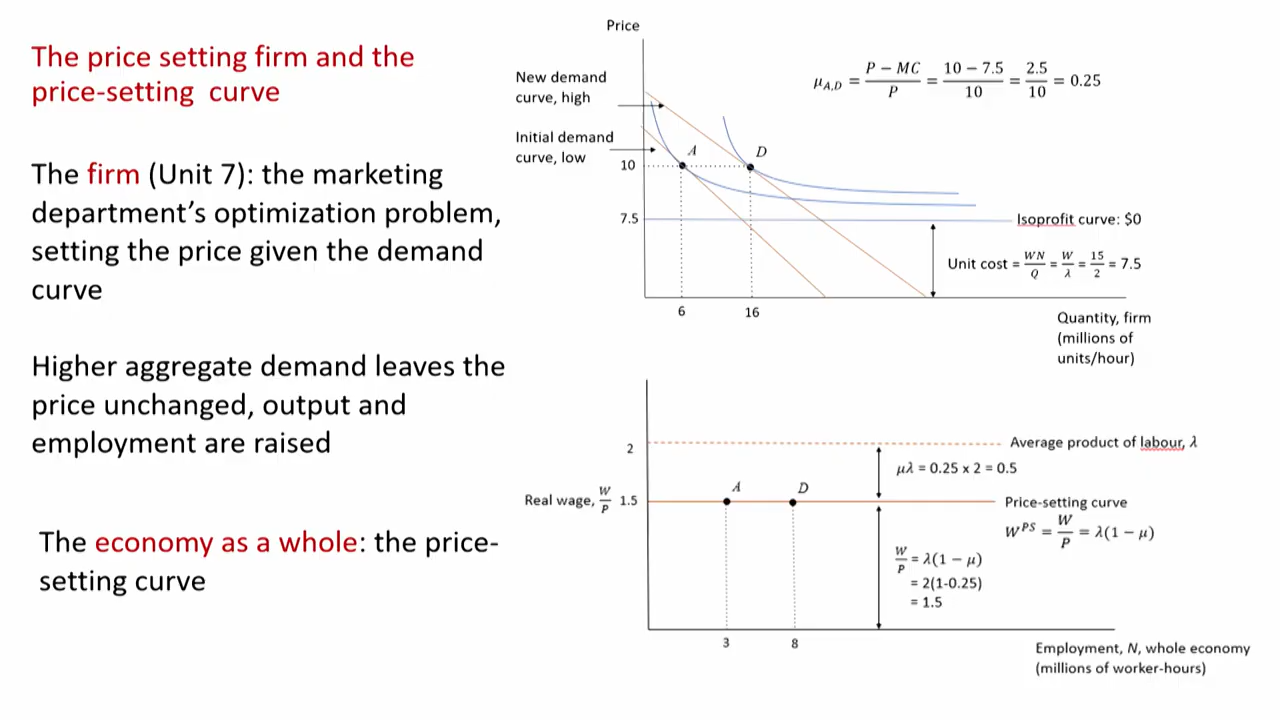 The price setting firm and the
price-setting curve
The firm (Unit 7): the marketing
department's optimization problem,
setting the price given the demand
curve
Higher aggregate demand leaves the
price unchanged, output and
employment are raised
The economy as a whole: the price-
setting curve
Price
New demand
curve, high
Initial demand
curve, low
10
7.5
A
D
μ_{A,D} = (P − MC)/P = (10 − 7.5)/10 = 2.5/10 = 0.25
Isoprofit curve: $0
Unit cost = WN/Q = W/λ = 15/2 = 7.5
6
16
Quantity, firm
(millions of
units/hour)
2
Average product of labour, λ
μλ = 0.25 x 2 = 0.5
A
D
Real wage, W/P 1.5
Price-setting curve
W^{PS} = W/P = λ(1 − μ)
W/P = λ(1 − μ)
= 2(1-0.25)
= 1.5
3
8
Employment, N, whole economy
(millions of worker-hours)